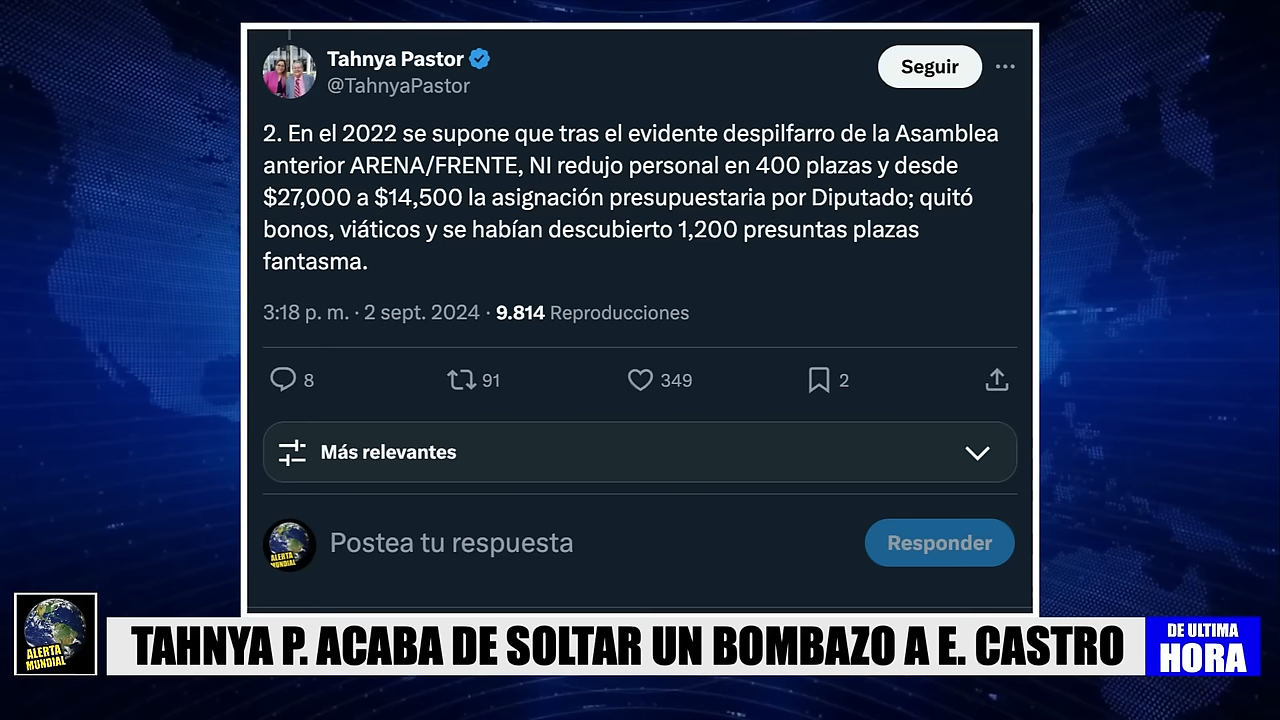 Tahnya Pastor
Seguir
@TahnyaPastor
2. En el 2022 se supone que tras el evidente despilfarro de la Asamblea
anterior ARENA/FRENTE, NI redujo personal en 400 plazas y desde
$27,000 a $14,500 la asignación presupuestaria por Diputado; quitó
bonos, viáticos y se habían descubierto 1,200 presuntas plazas
fantasma.
3:18 p. m. · 2 sept. 2024 · 9.814 Reproducciones
8 91 349 2
Más relevantes
ALERTA
MUNDIAL
Postea tu respuesta
Responder
ALERTA
MUNDIAL
TAHNYA P. ACABA DE SOLTAR UN BOMBAZO A E. CASTRO
DE ULTIMA
HORA